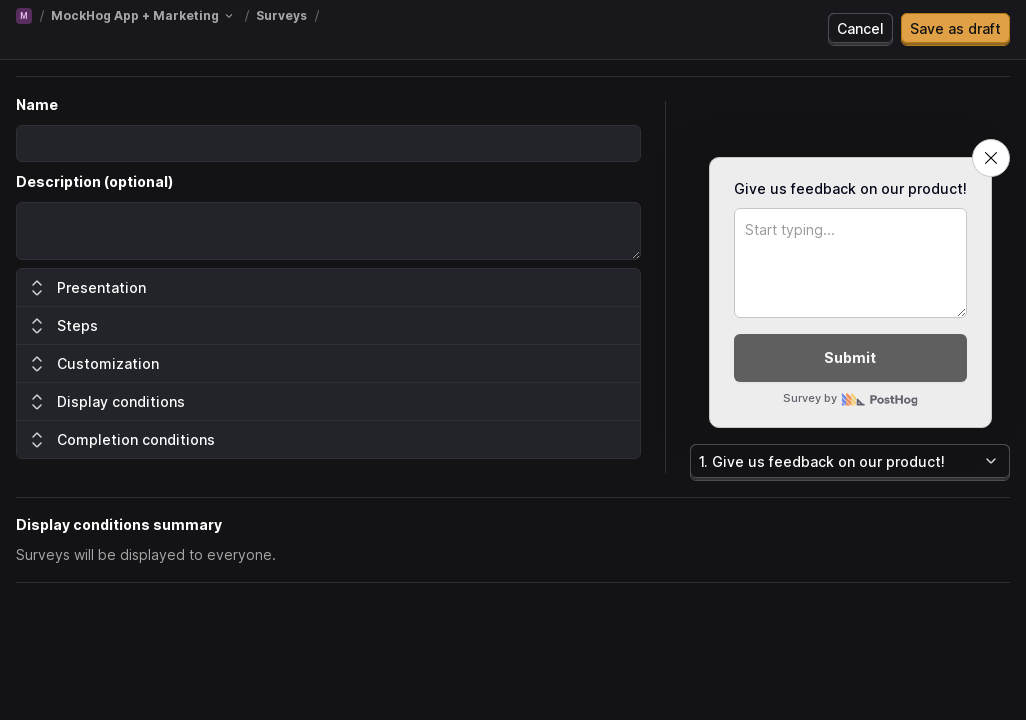 M / MockHog App + Marketing / Surveys /
Cancel
Save as draft
Name
Description (optional)
Presentation
Steps
Customization
Display conditions
Completion conditions
Give us feedback on our product!
Start typing...
Submit
Survey by PostHog
1. Give us feedback on our product!
Display conditions summary
Surveys will be displayed to everyone.